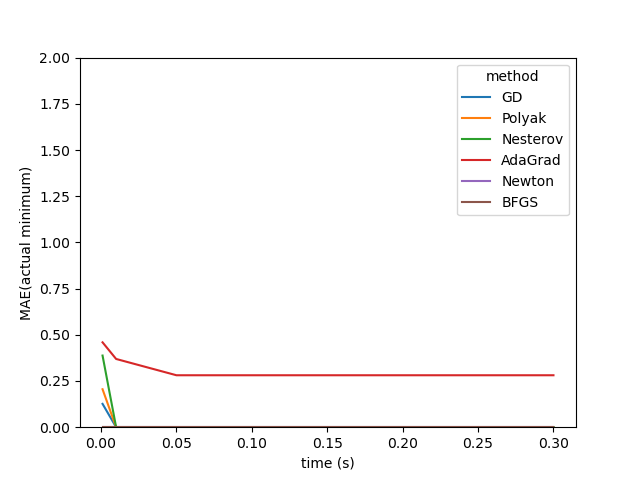 2.00
1.75
1.50
1.25
1.00
0.75
0.50
0.25
0.00
MAE(actual minimum)
method
GD
Polyak
Nesterov
AdaGrad
Newton
BFGS
0.00 0.05 0.10 0.15 0.20 0.25 0.30
time (s)